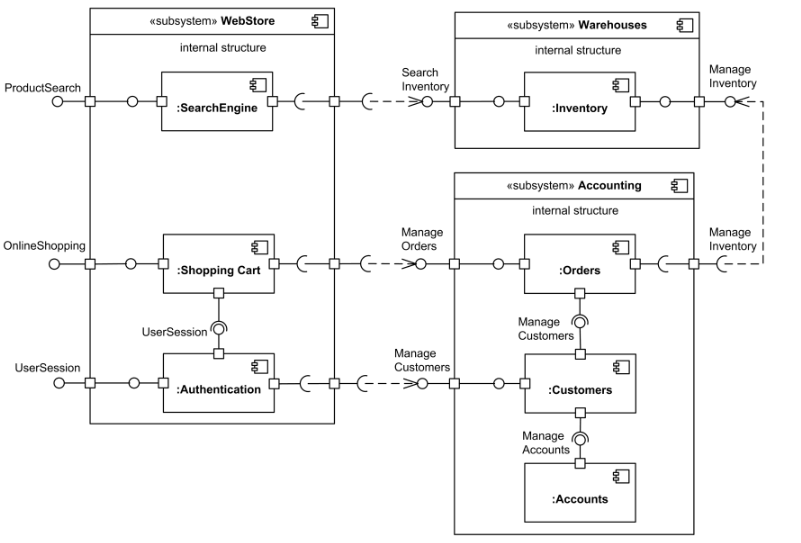 «subsystem» WebStore
internal structure
ProductSearch
:SearchEngine
Search
Inventory
«subsystem» Warehouses
internal structure
:Inventory
Manage
Inventory
OnlineShopping
:Shopping Cart
UserSession
UserSession
:Authentication
Manage
Orders
Manage
Customers
«subsystem» Accounting
internal structure
:Orders
Manage
Inventory
Manage
Customers
:Customers
Manage
Accounts
:Accounts